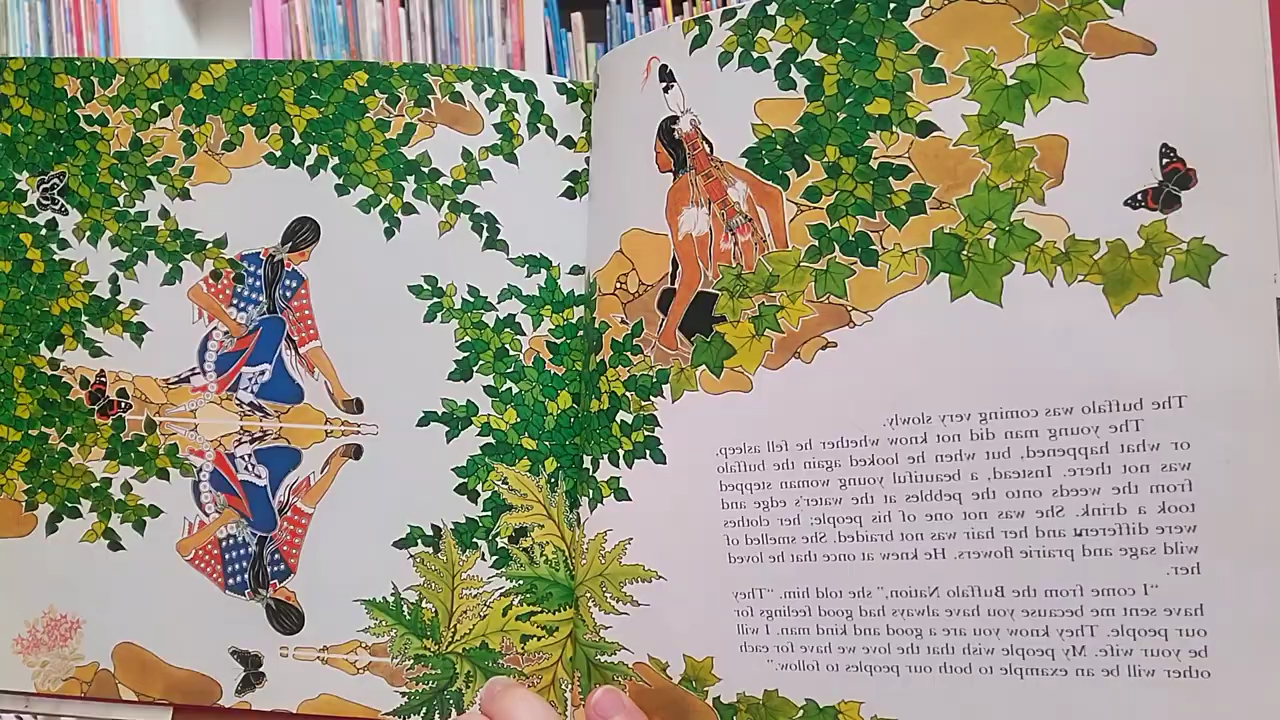 The buffalo was coming very slowly.
The young man did not know whether he fell asleep,
or what happened, but when he looked again the buffalo
was not there. Instead, a beautiful young woman stepped
from the weeds onto the pebbles at the water's edge and
took a drink. She was not one of his people; her clothes
were different and her hair was not braided. She smelled of
wild sage and prairie flowers. He knew at once that he loved
her.
"I come from the Buffalo Nation," she told him. "They
have sent me because you have always had good feelings for
our people. They know you are a good and kind man. I will
be your wife. My people wish that the love we have for each
other will be an example to both our peoples to follow."